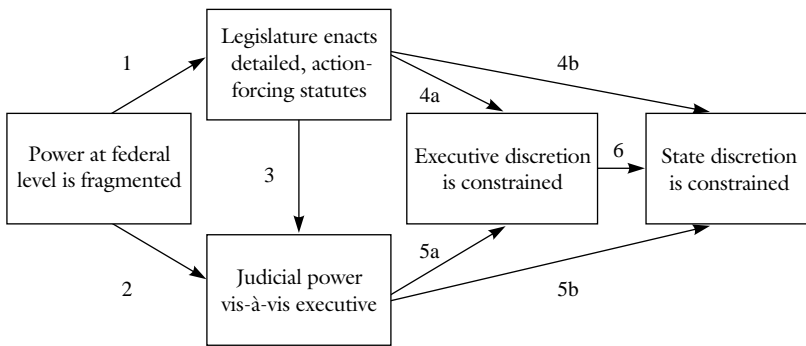 Legislature enacts
detailed, action-
forcing statutes
1
4b
4a
Power at federal
level is fragmented
3
Executive discretion
is constrained
6
State discretion
is constrained
2
Judicial power
vis-à-vis executive
5a
5b